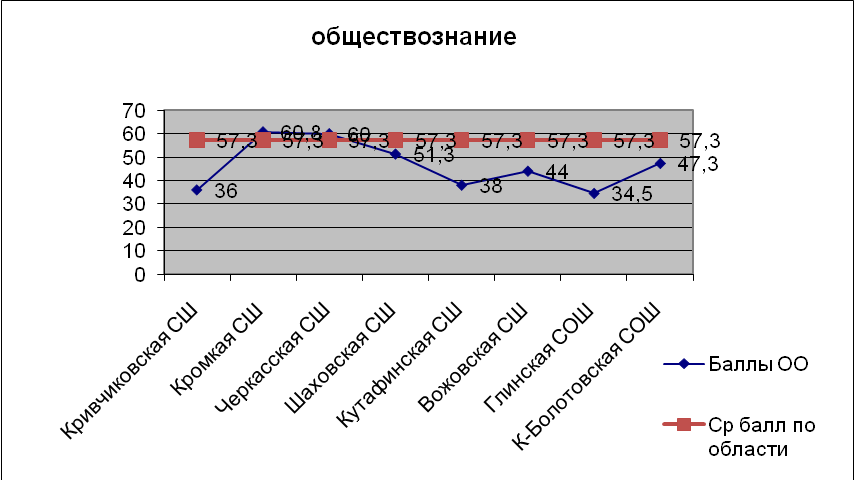 обществознание
70
60
50
40
30
20
10
0
57,3 57,3 57,3 57,3 57,3 57,3 57,3 57,3
36 60,8 60 51,3 38 44 34,5 47,3
Кривчиковская СШ
Кромкая СШ
Черкасская СШ
Шаховская СШ
Кутафинская СШ
Вожовская СШ
Глинская СОШ
К-Болотовская СОШ
Баллы ОО
Ср балл по
области